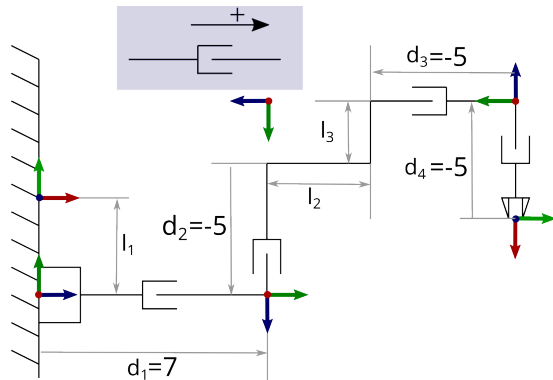 +
d₃=-5
l₃
d₄=-5
l₂
d₂=-5
l₁
d₁=7